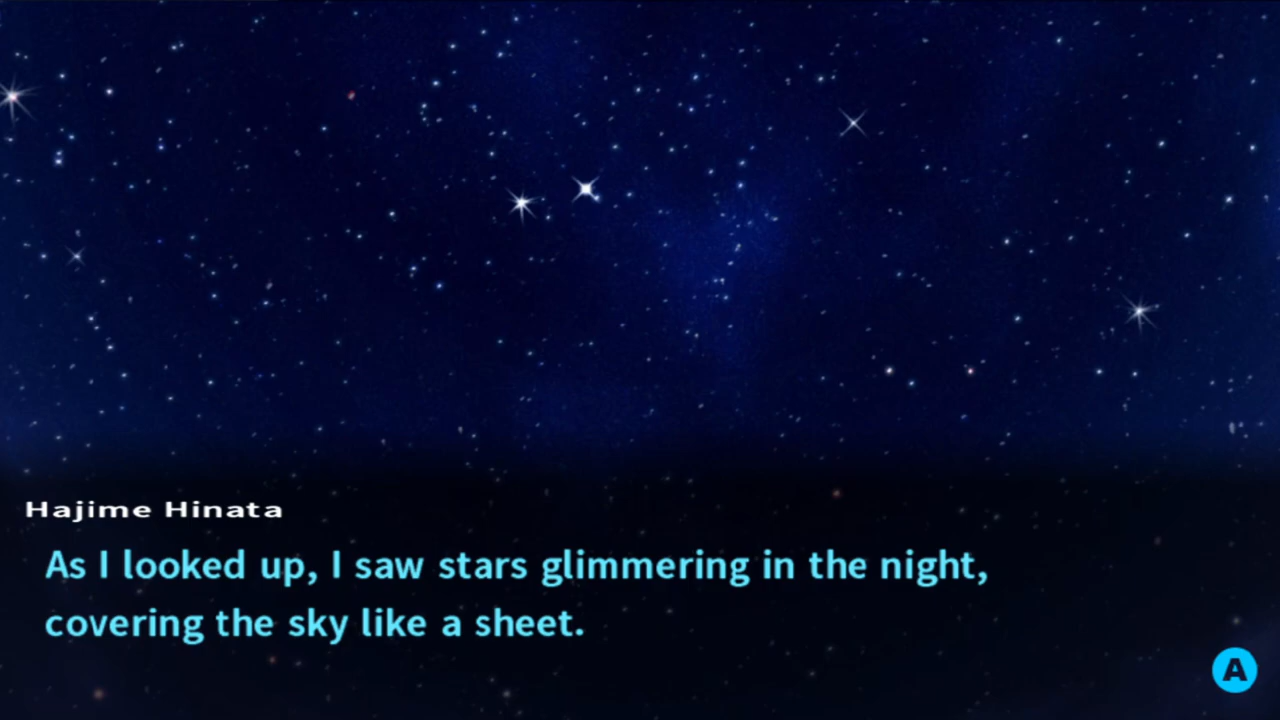 Hajime Hinata
As I looked up, I saw stars glimmering in the night,
covering the sky like a sheet.
A